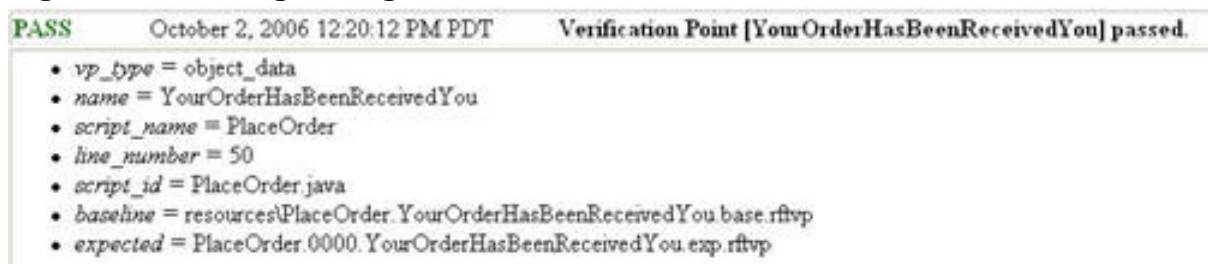 PASS October 2, 2006 12:20:12 PM PDT Verification Point [YourOrderHasBeenReceivedYou] passed.
• vp_type = object_data
• name = YourOrderHasBeenReceivedYou
• script_name = PlaceOrder
• line_number = 50
• script_id = PlaceOrder.java
• baseline = resources\PlaceOrder.YourOrderHasBeenReceivedYou.base.rftvp
• expected = PlaceOrder.0000.YourOrderHasBeenReceivedYou.exp.rftvp